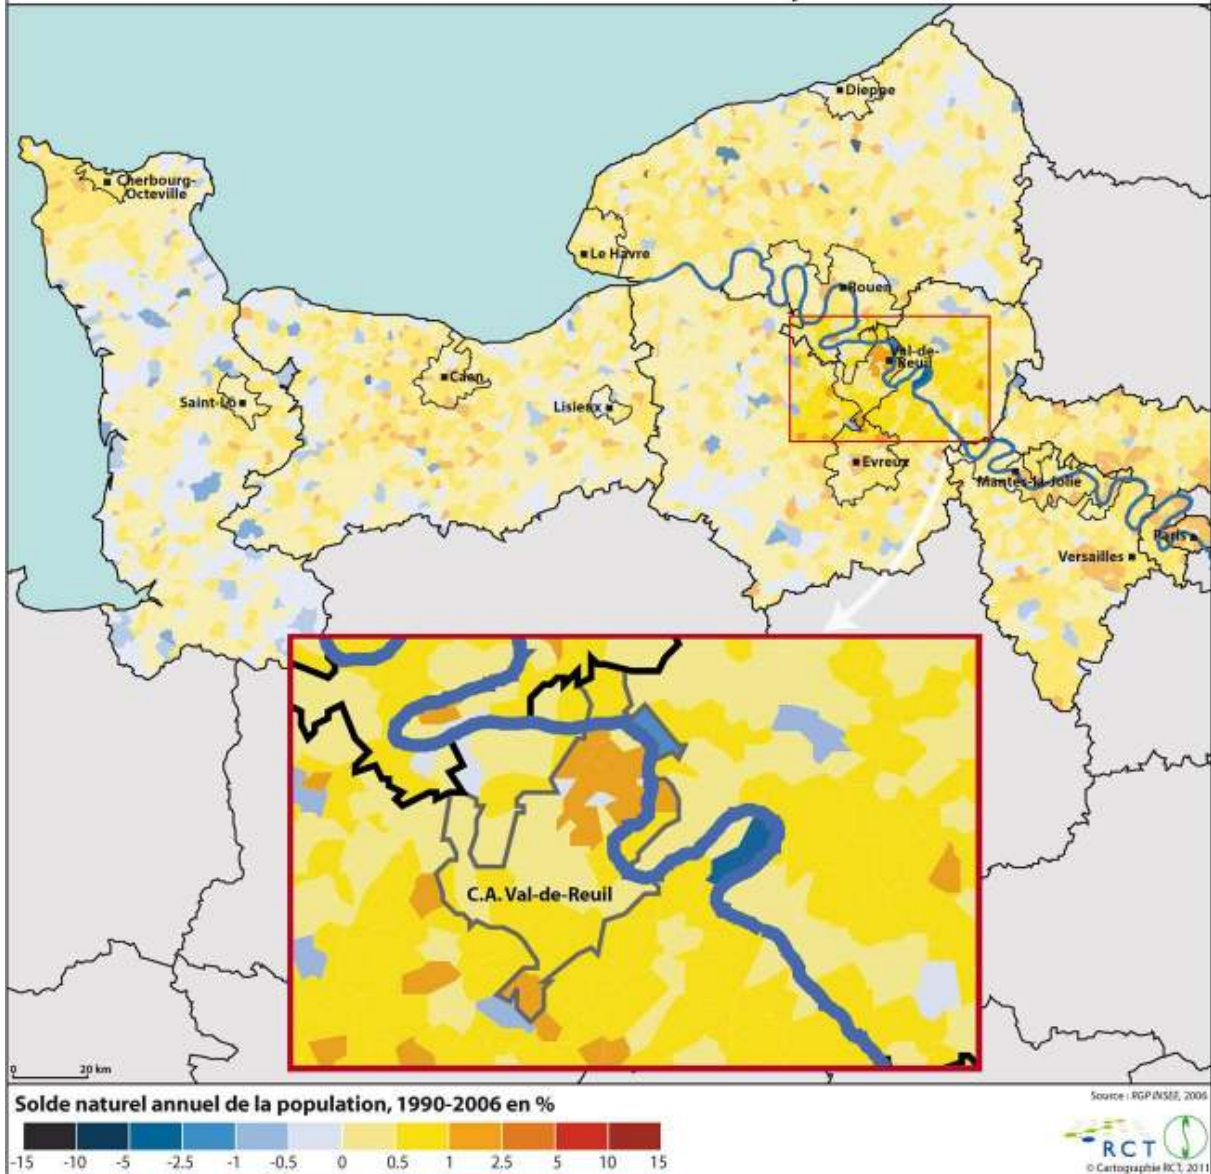 Dieppe
Cherbourg-
Octeville
Le Havre
Rouen
Val-de-
Reuil
Caen
Saint-Lô
Lisieux
Evreux
Mantes-la-Jolie
Paris
Versailles
C.A. Val-de-Reuil
0 20 km
Solde naturel annuel de la population, 1990-2006 en %
-15 -10 -5 -2.5 -1 -0.5 0 0.5 1 2.5 5 10 15
Source : RGP INSEE, 2006
RCT
© Cartographie RCT, 2011